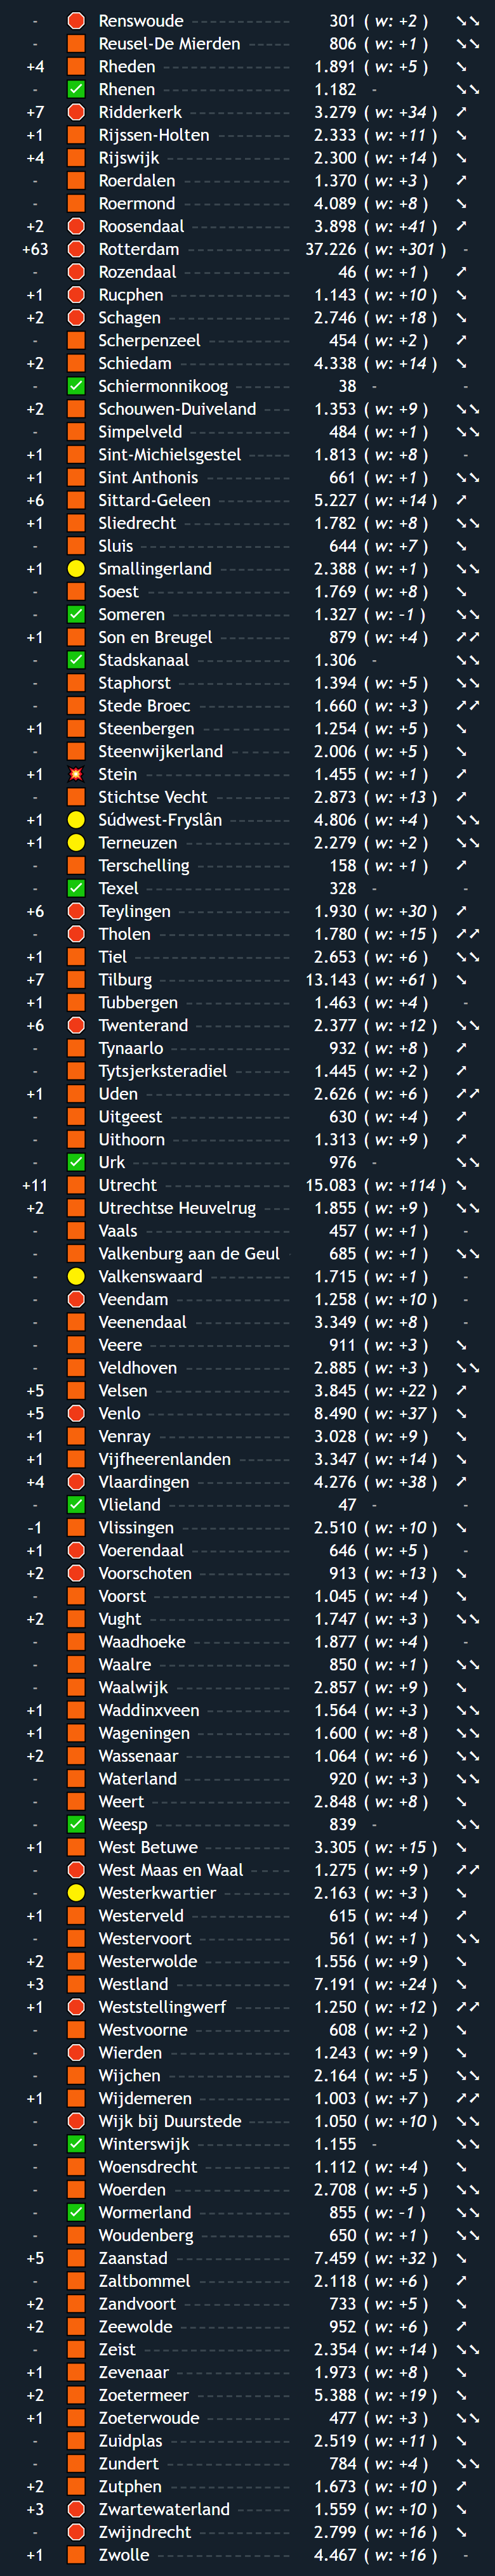 - Renswoude 301 ( w: +2 ) ↘↘
- Reusel-De Mierden 806 ( w: +1 ) ↘↘
+4 Rheden 1.891 ( w: +5 ) ↘
- Rhenen 1.182 - ↘↘
+7 Ridderkerk 3.279 ( w: +34 ) ↗
+1 Rijssen-Holten 2.333 ( w: +11 ) ↘
+4 Rijswijk 2.300 ( w: +14 ) ↘
- Roerdalen 1.370 ( w: +3 ) ↗
- Roermond 4.089 ( w: +8 ) ↘
+2 Roosendaal 3.898 ( w: +41 ) ↗
+63 Rotterdam 37.226 ( w: +301 ) -
- Rozendaal 46 ( w: +1 ) ↗
+1 Rucphen 1.143 ( w: +10 ) ↘
+2 Schagen 2.746 ( w: +18 ) ↘
- Scherpenzeel 454 ( w: +2 ) ↗
+2 Schiedam 4.338 ( w: +14 ) ↘
- Schiermonnikoog 38 - -
+2 Schouwen-Duiveland 1.353 ( w: +9 ) ↘↘
- Simpelveld 484 ( w: +1 ) ↘↘
+1 Sint-Michielsgestel 1.813 ( w: +8 ) -
+1 Sint Anthonis 661 ( w: +1 ) ↘↘
+6 Sittard-Geleen 5.227 ( w: +14 ) ↗
+1 Sliedrecht 1.782 ( w: +8 ) ↘↘
- Sluis 644 ( w: +7 ) ↘
+1 Smallingerland 2.388 ( w: +1 ) ↘↘
- Soest 1.769 ( w: +8 ) ↘
- Someren 1.327 ( w: -1 ) ↘↘
+1 Son en Breugel 879 ( w: +4 ) ↗↗
- Stadskanaal 1.306 - ↘↘
- Staphorst 1.394 ( w: +5 ) ↘↘
- Stede Broec 1.660 ( w: +3 ) ↗↗
+1 Steenbergen 1.254 ( w: +5 ) ↘
- Steenwijkerland 2.006 ( w: +5 ) ↘
+1 Stein 1.455 ( w: +1 ) ↗
- Stichtse Vecht 2.873 ( w: +13 ) ↗
+1 Súdwest-Fryslân 4.806 ( w: +4 ) ↘↘
+1 Terneuzen 2.279 ( w: +2 ) ↘↘
- Terschelling 158 ( w: +1 ) ↗
- Texel 328 - -
+6 Teylingen 1.930 ( w: +30 ) ↗
- Tholen 1.780 ( w: +15 ) ↗↗
+1 Tiel 2.653 ( w: +6 ) ↘↘
+7 Tilburg 13.143 ( w: +61 ) ↘
+1 Tubbergen 1.463 ( w: +4 ) -
+6 Twenterand 2.377 ( w: +12 ) ↘↘
- Tynaarlo 932 ( w: +8 ) ↗
- Tytsjerksteradiel 1.445 ( w: +2 ) ↗
+1 Uden 2.626 ( w: +6 ) ↗↗
- Uitgeest 630 ( w: +4 ) ↗
- Uithoorn 1.313 ( w: +9 ) ↗
- Urk 976 - ↘↘
+11 Utrecht 15.083 ( w: +114 ) ↘
+2 Utrechtse Heuvelrug 1.855 ( w: +9 ) ↘↘
- Vaals 457 ( w: +1 ) -
- Valkenburg aan de Geul 685 ( w: +1 ) ↘↘
- Valkenswaard 1.715 ( w: +1 ) -
- Veendam 1.258 ( w: +10 ) -
- Veenendaal 3.349 ( w: +8 ) -
- Veere 911 ( w: +3 ) ↘
- Veldhoven 2.885 ( w: +3 ) ↘↘
+5 Velsen 3.845 ( w: +22 ) ↗
+5 Venlo 8.490 ( w: +37 ) ↘
+1 Venray 3.028 ( w: +9 ) ↘
+1 Vijfheerenlanden 3.347 ( w: +14 ) ↘
+4 Vlaardingen 4.276 ( w: +38 ) ↗
- Vlieland 47 - -
-1 Vlissingen 2.510 ( w: +10 ) ↘
+1 Voerendaal 646 ( w: +5 ) -
+2 Voorschoten 913 ( w: +13 ) ↘
- Voorst 1.045 ( w: +4 ) ↘
+2 Vught 1.747 ( w: +3 ) ↘↘
- Waadhoeke 1.877 ( w: +4 ) -
- Waalre 850 ( w: +1 ) ↘↘
- Waalwijk 2.857 ( w: +9 ) ↘
+1 Waddinxveen 1.564 ( w: +3 ) ↘↘
+1 Wageningen 1.600 ( w: +8 ) ↘↘
+2 Wassenaar 1.064 ( w: +6 ) ↘↘
- Waterland 920 ( w: +3 ) ↘↘
- Weert 2.848 ( w: +8 ) ↘
- Weesp 839 - ↘↘
+1 West Betuwe 3.305 ( w: +15 ) ↘
- West Maas en Waal 1.275 ( w: +9 ) ↗↗
- Westerkwartier 2.163 ( w: +3 ) ↘
+1 Westerveld 615 ( w: +4 ) ↗
- Westervoort 561 ( w: +1 ) ↘↘
+2 Westerwolde 1.556 ( w: +9 ) ↘
+3 Westland 7.191 ( w: +24 ) ↘
+1 Weststellingwerf 1.250 ( w: +12 ) ↗↗
- Westvoorne 608 ( w: +2 ) ↘
- Wierden 1.243 ( w: +9 ) ↘
- Wijchen 2.164 ( w: +5 ) ↘↘
+1 Wijdemeren 1.003 ( w: +7 ) ↗↗
- Wijk bij Duurstede 1.050 ( w: +10 ) ↘↘
- Winterswijk 1.155 - ↘↘
- Woensdrecht 1.112 ( w: +4 ) ↘
- Woerden 2.708 ( w: +5 ) ↘↘
- Wormerland 855 ( w: -1 ) ↘↘
- Woudenberg 650 ( w: +1 ) ↘↘
+5 Zaanstad 7.459 ( w: +32 ) ↘
- Zaltbommel 2.118 ( w: +6 ) ↗
+2 Zandvoort 733 ( w: +5 ) ↘
+2 Zeewolde 952 ( w: +6 ) ↗
- Zeist 2.354 ( w: +14 ) ↘↘
+1 Zevenaar 1.973 ( w: +8 ) ↘
+2 Zoetermeer 5.388 ( w: +19 ) ↘
+1 Zoeterwoude 477 ( w: +3 ) ↘↘
- Zuidplas 2.519 ( w: +11 ) ↘
- Zundert 784 ( w: +4 ) ↘↘
+2 Zutphen 1.673 ( w: +10 ) ↗
+3 Zwartewaterland 1.559 ( w: +10 ) ↘
- Zwijndrecht 2.799 ( w: +16 ) ↘
+1 Zwolle 4.467 ( w: +16 ) -